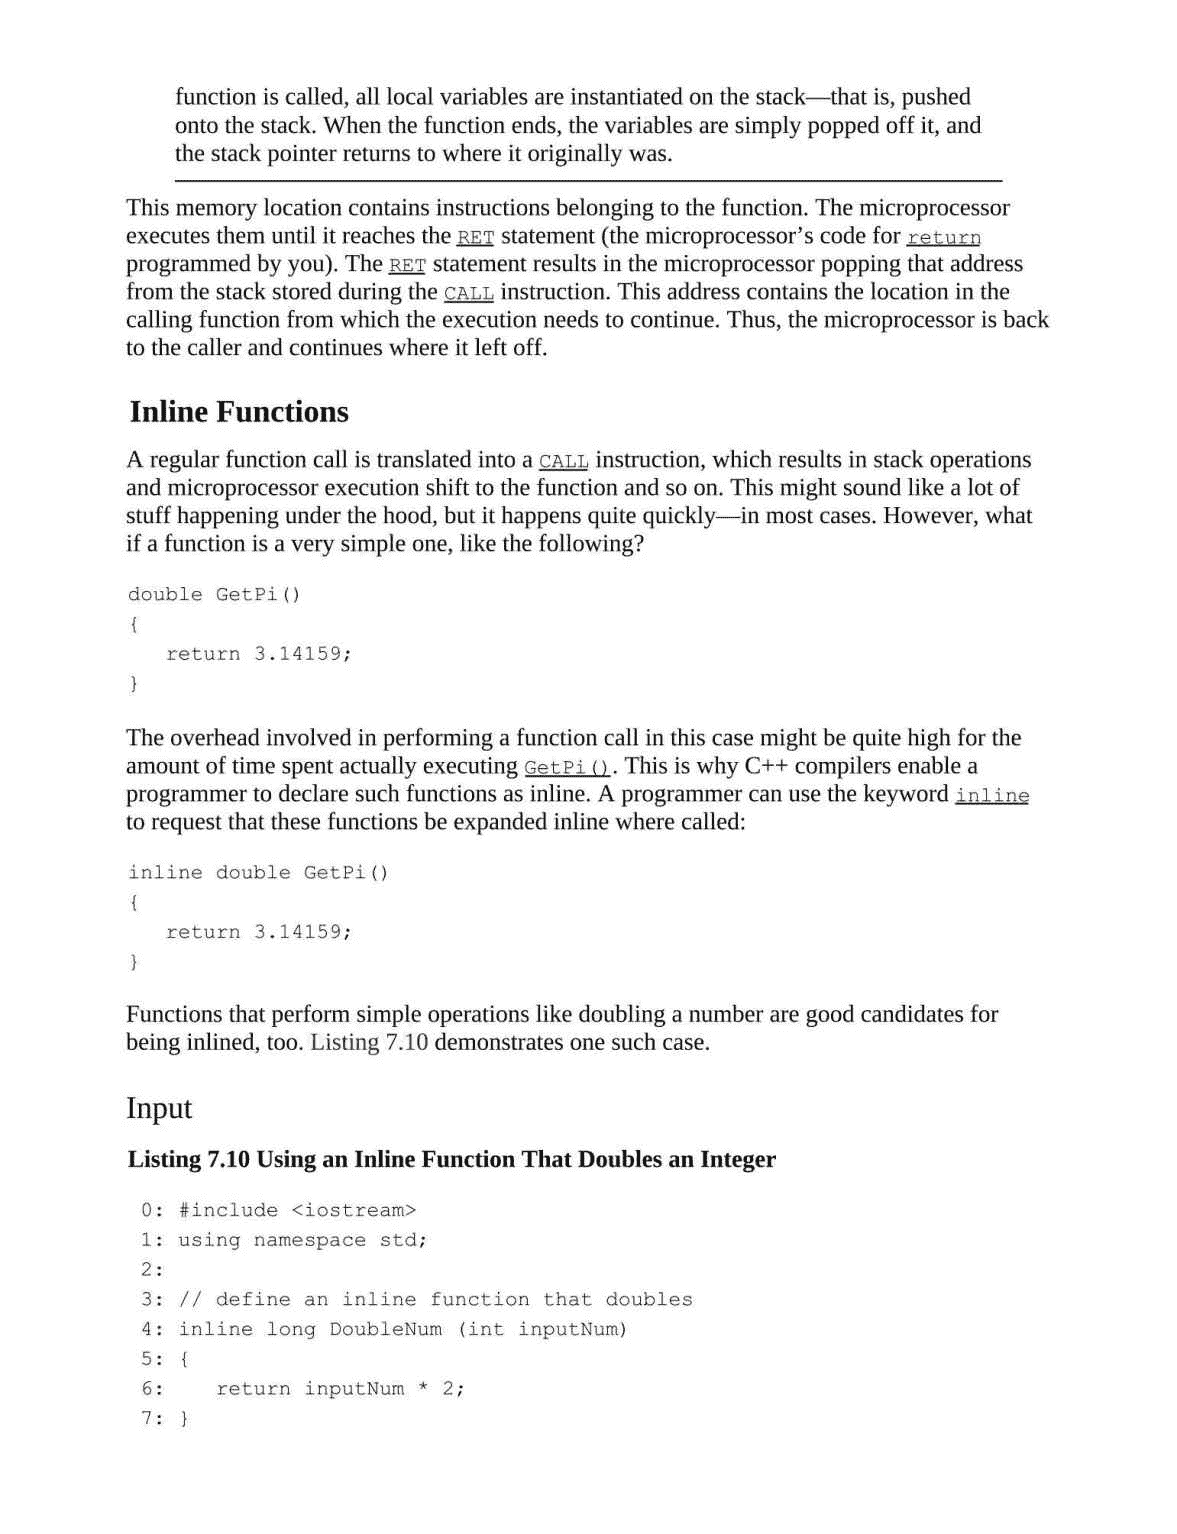 function is called, all local variables are instantiated on the stack—that is, pushed
onto the stack. When the function ends, the variables are simply popped off it, and
the stack pointer returns to where it originally was.
This memory location contains instructions belonging to the function. The microprocessor
executes them until it reaches the RET statement (the microprocessor’s code for return
programmed by you). The RET statement results in the microprocessor popping that address
from the stack stored during the CALL instruction. This address contains the location in the
calling function from which the execution needs to continue. Thus, the microprocessor is back
to the caller and continues where it left off.
Inline Functions
A regular function call is translated into a CALL instruction, which results in stack operations
and microprocessor execution shift to the function and so on. This might sound like a lot of
stuff happening under the hood, but it happens quite quickly—in most cases. However, what
if a function is a very simple one, like the following?
double GetPi()
{
   return 3.14159;
}
The overhead involved in performing a function call in this case might be quite high for the
amount of time spent actually executing GetPi(). This is why C++ compilers enable a
programmer to declare such functions as inline. A programmer can use the keyword inline
to request that these functions be expanded inline where called:
inline double GetPi()
{
   return 3.14159;
}
Functions that perform simple operations like doubling a number are good candidates for
being inlined, too. Listing 7.10 demonstrates one such case.
Input
Listing 7.10 Using an Inline Function That Doubles an Integer
0: #include <iostream>
1: using namespace std;
2:
3: // define an inline function that doubles
4: inline long DoubleNum (int inputNum)
5: {
6:    return inputNum * 2;
7: }